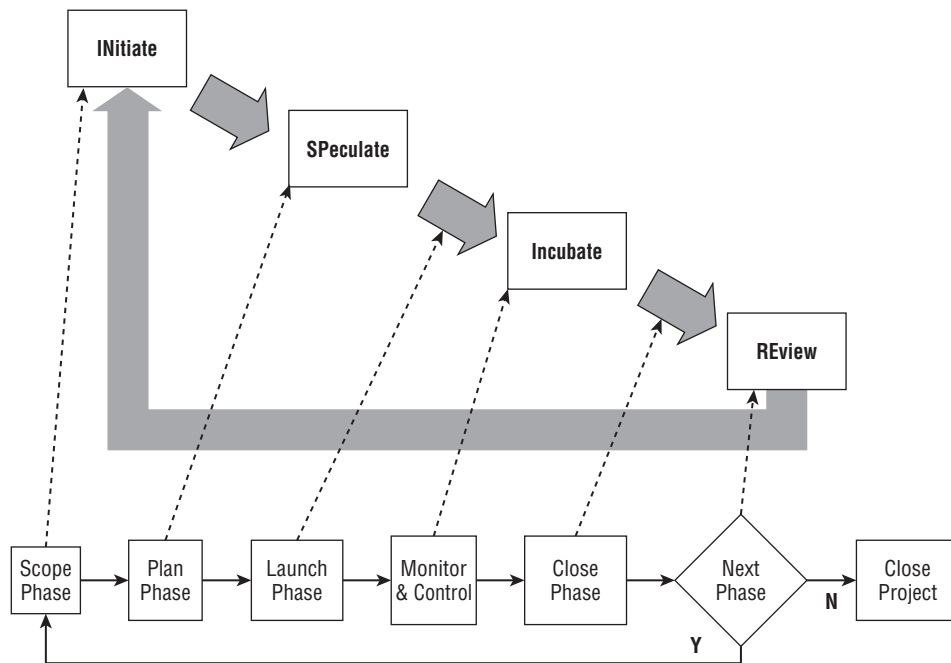 INitiate
SPeculate
Incubate
REview
Scope
Phase
Plan
Phase
Launch
Phase
Monitor
& Control
Close
Phase
Next
Phase
Close
Project
N
Y